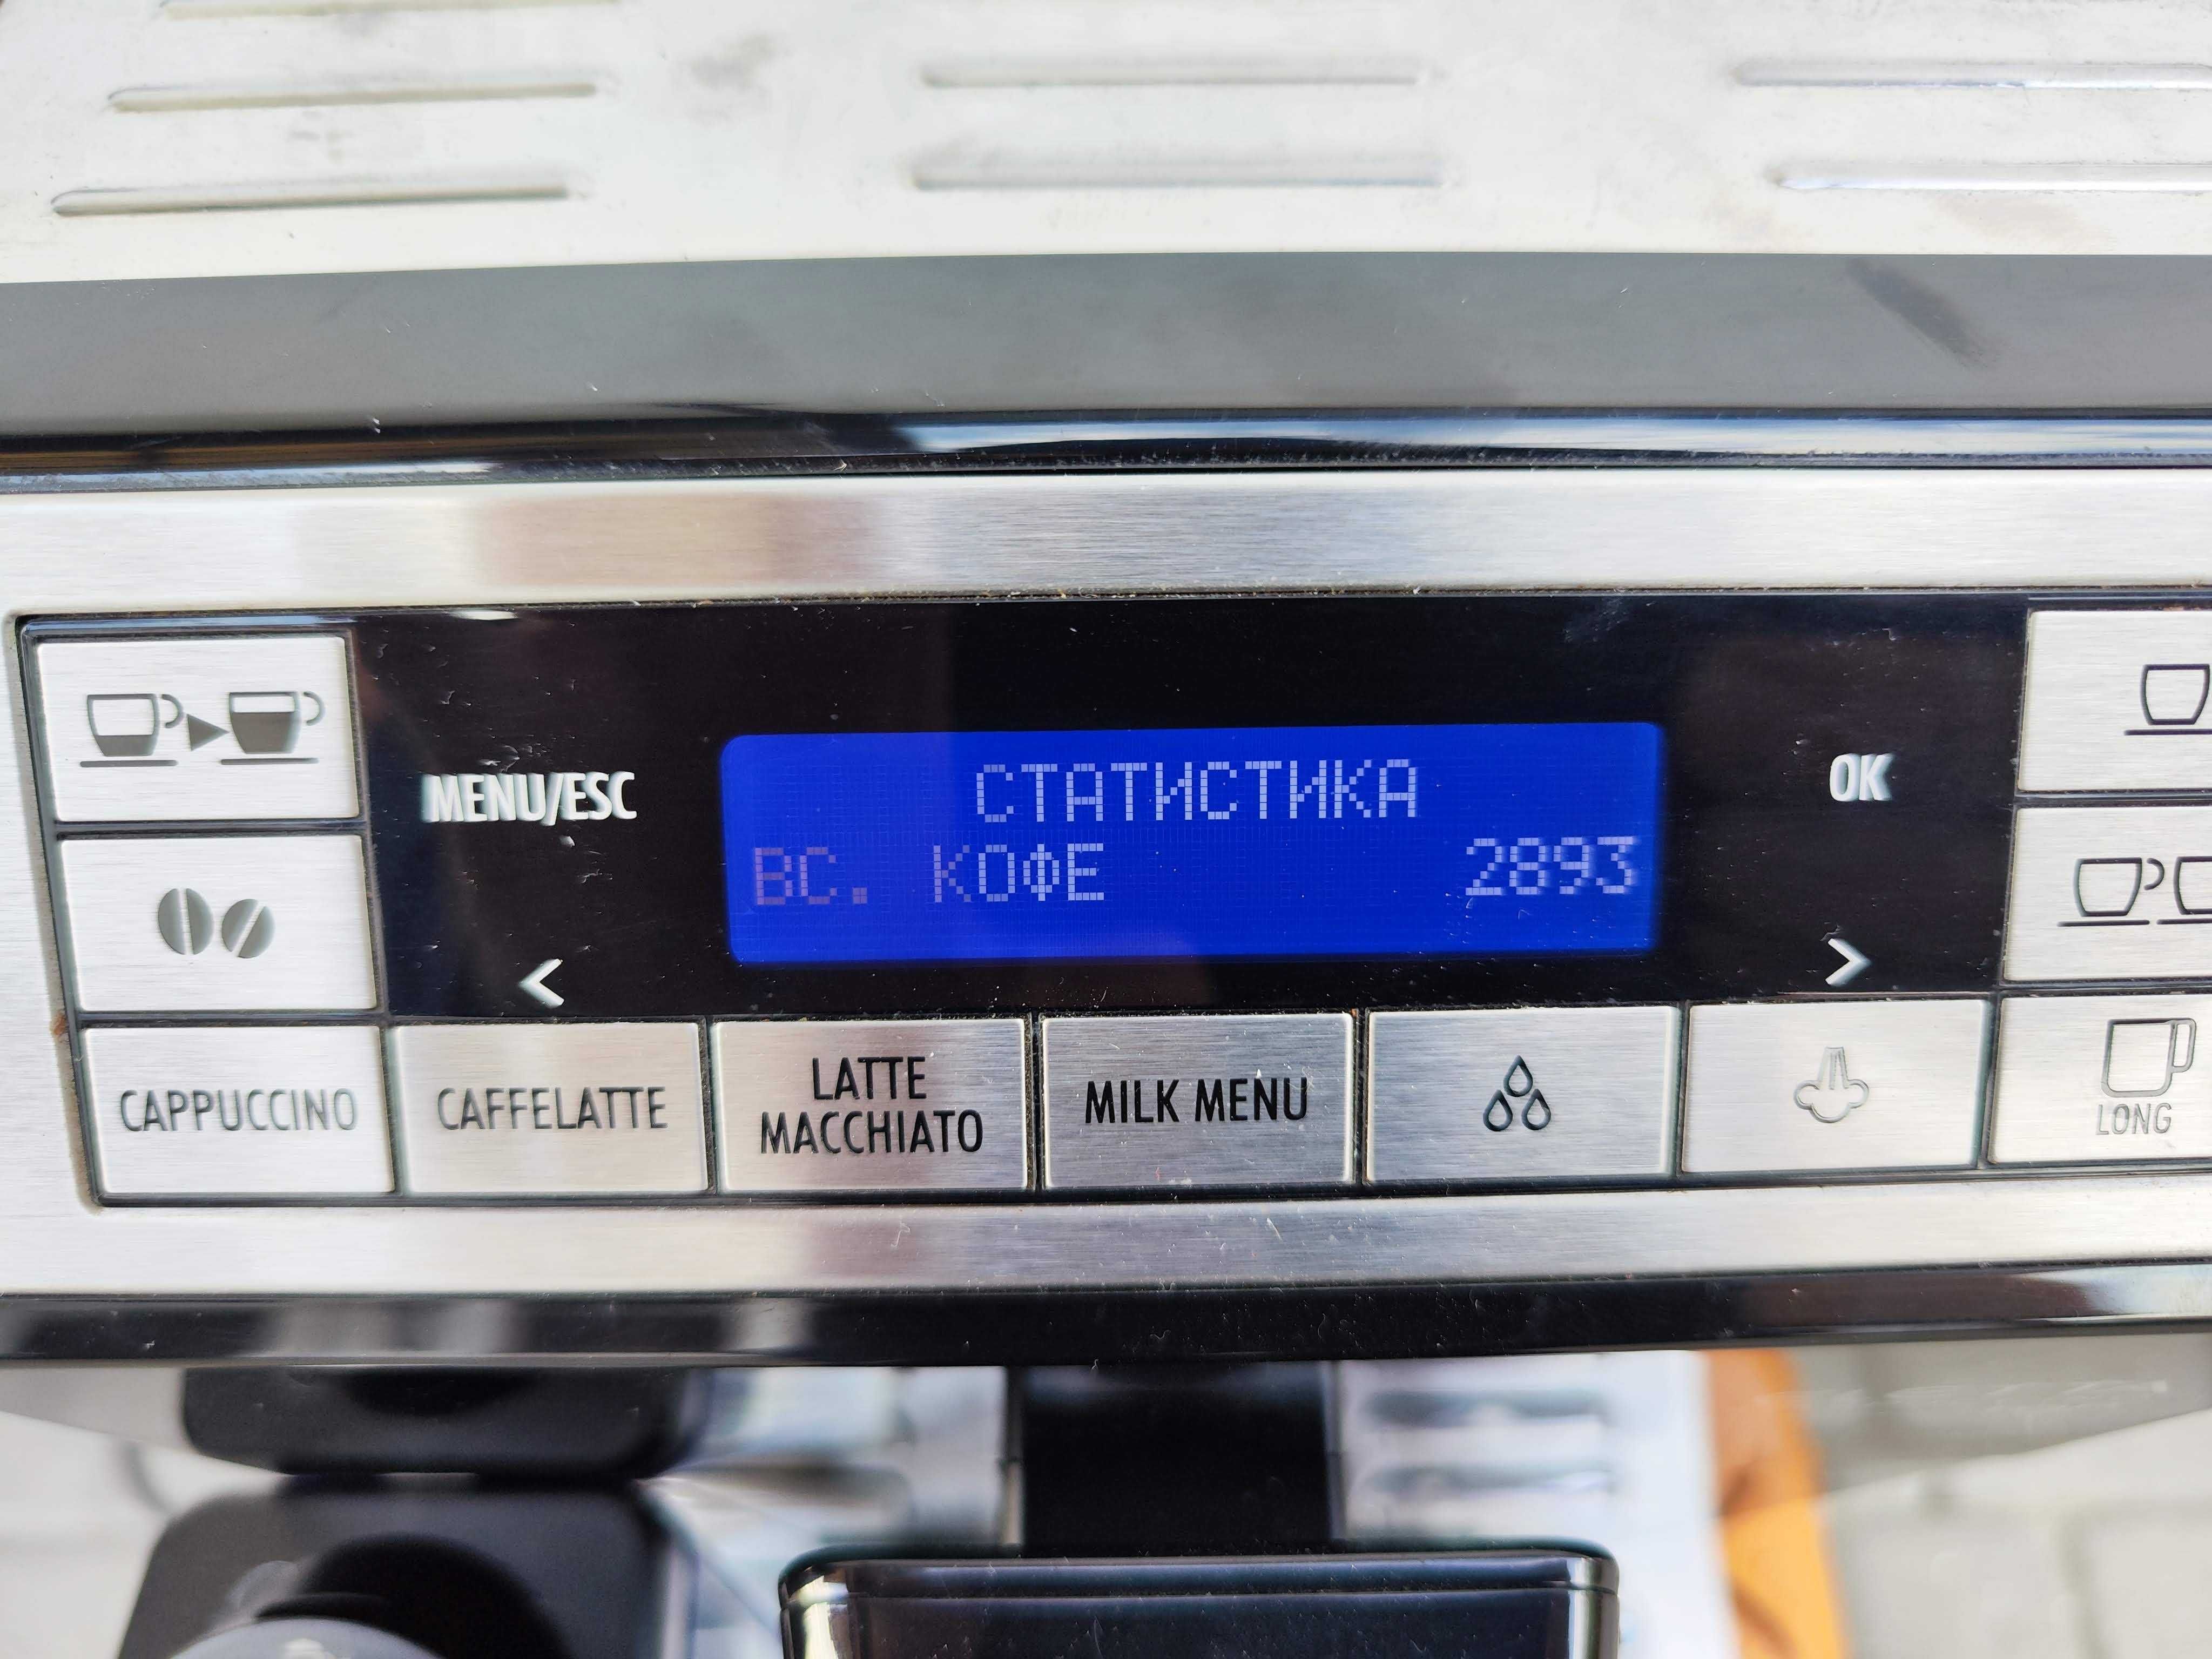 MENU/ESC
СТАТИСТИКА
OK
ВС. КОФЕ 2893
< >
CAPPUCCINO
CAFFELATTE
LATTE
MACCHIATO
MILK MENU
LONG